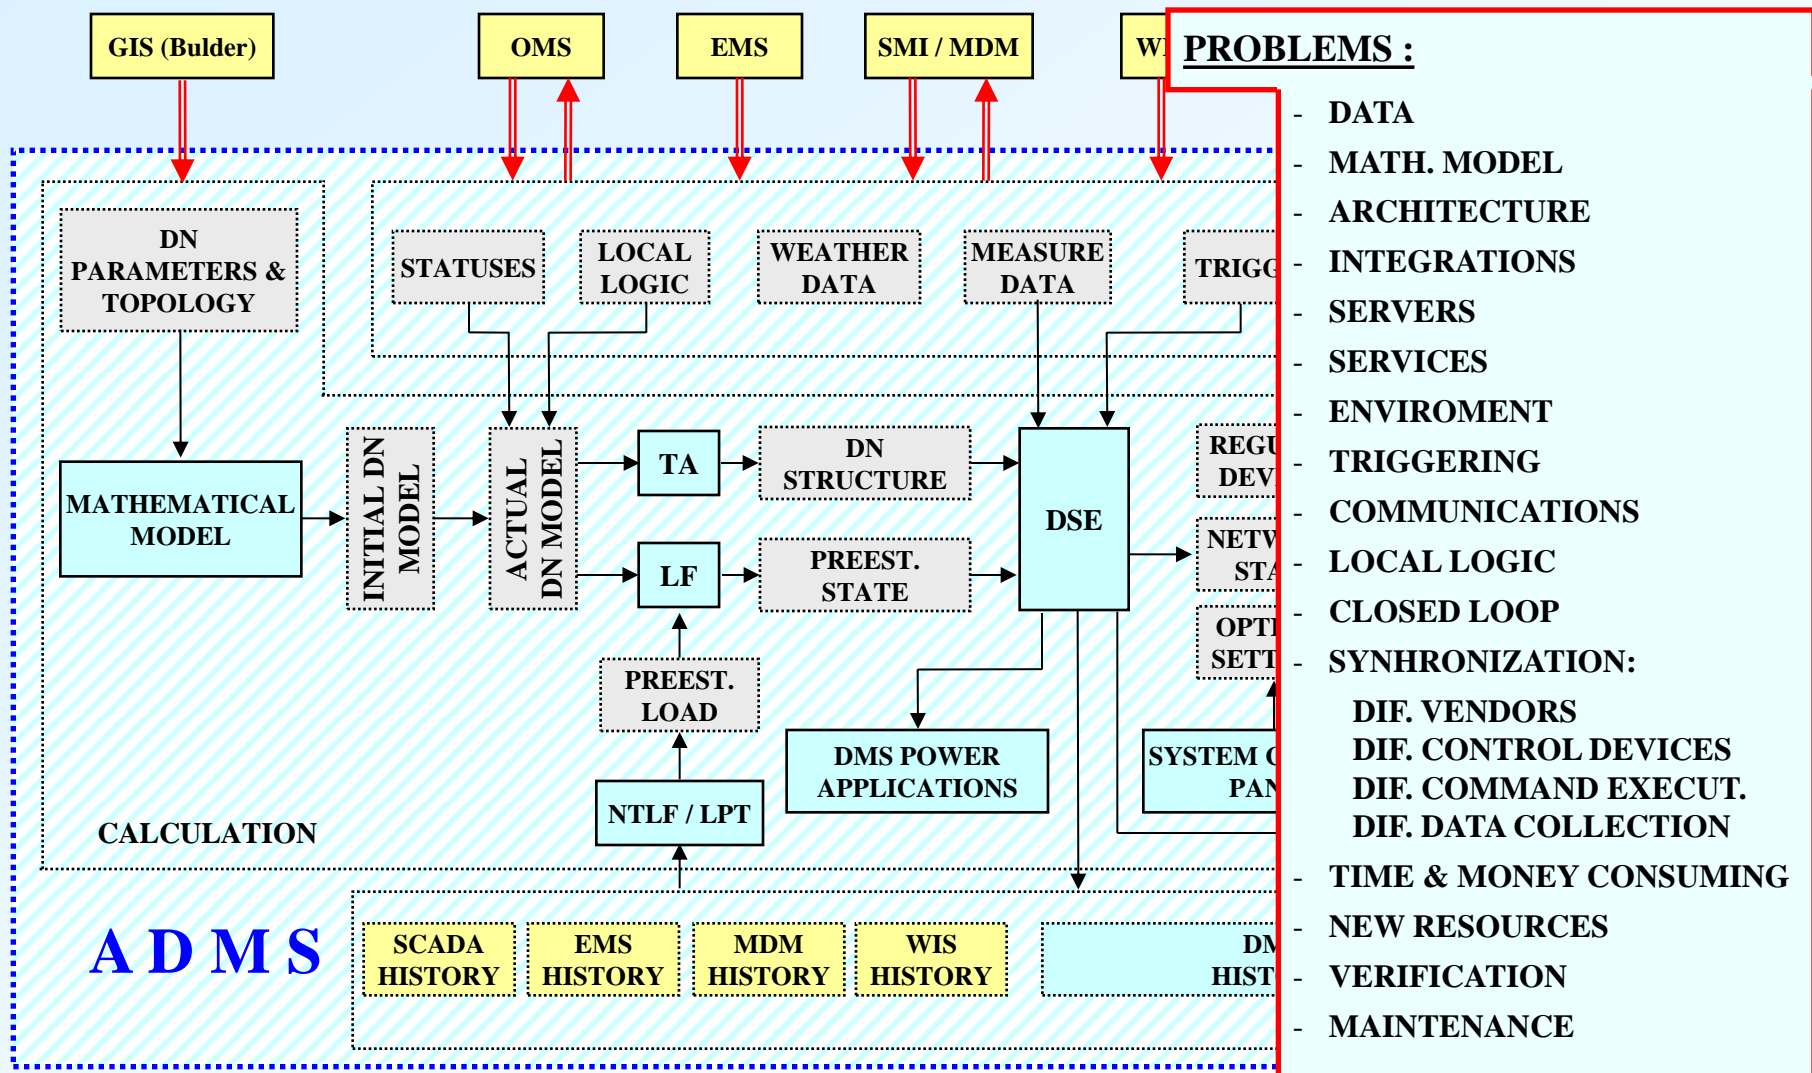 GIS (Bulder)
OMS
EMS
SMI / MDM
PROBLEMS :
- DATA
- MATH. MODEL
- ARCHITECTURE
- INTEGRATIONS
- SERVERS
- SERVICES
- ENVIROMENT
- TRIGGERING
- COMMUNICATIONS
- LOCAL LOGIC
- CLOSED LOOP
- SYNHRONIZATION:
DIF. VENDORS
DIF. CONTROL DEVICES
DIF. COMMAND EXECUT.
DIF. DATA COLLECTION
- TIME & MONEY CONSUMING
- NEW RESOURCES
- VERIFICATION
- MAINTENANCE
DN
PARAMETERS &
TOPOLOGY
STATUSES
LOCAL
LOGIC
WEATHER
DATA
MEASURE
DATA
MATHEMATICAL
MODEL
INITIAL DN
MODEL
ACTUAL
DN MODEL
TA
DN
STRUCTURE
LF
PREEST.
STATE
DSE
PREEST.
LOAD
NTLF / LPT
DMS POWER
APPLICATIONS
SYSTEM
CALCULATION
A D M S
SCADA
HISTORY
EMS
HISTORY
MDM
HISTORY
WIS
HISTORY